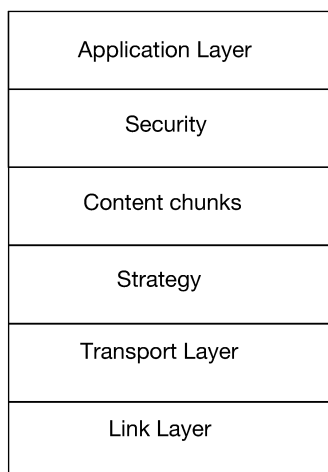 Application Layer
Security
Content chunks
Strategy
Transport Layer
Link Layer